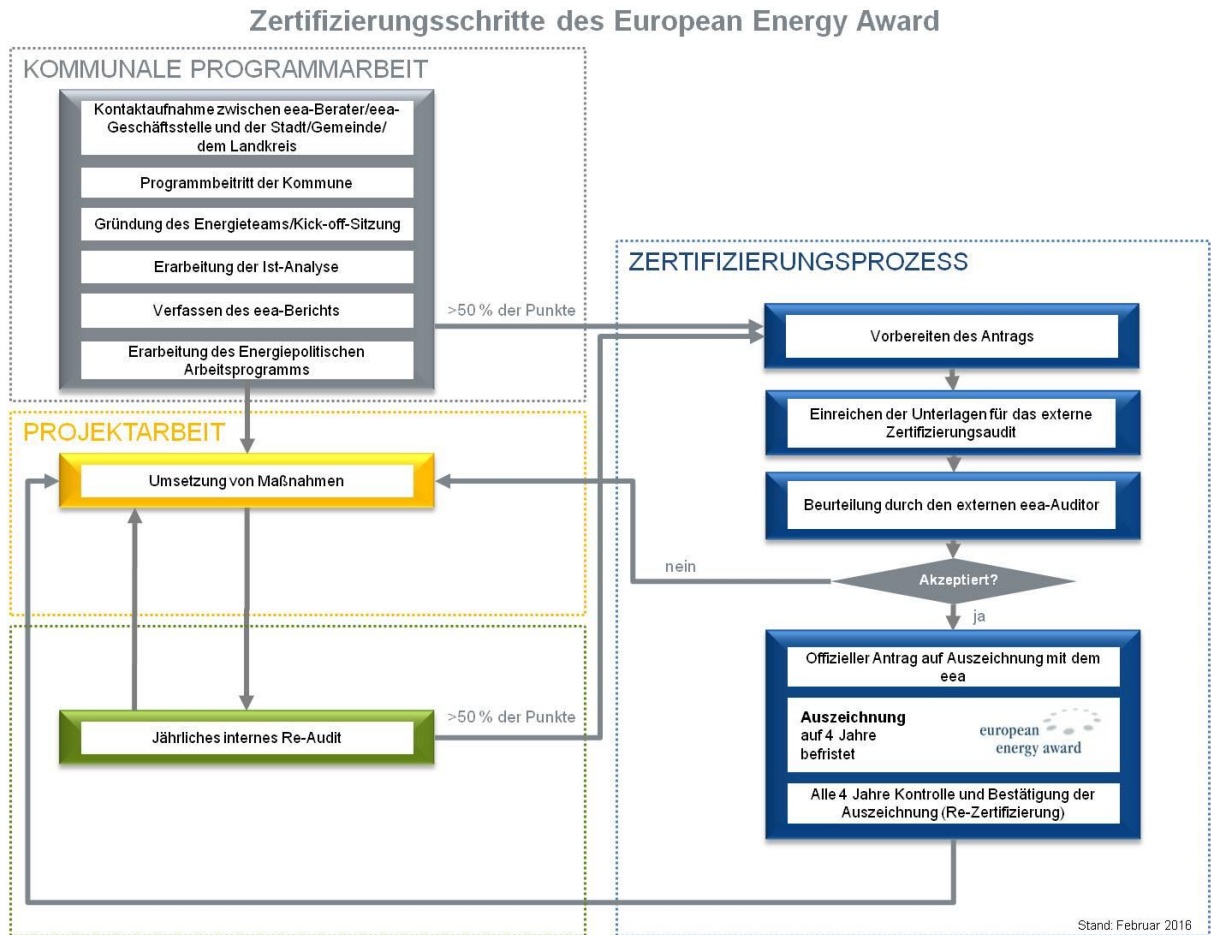 Zertifizierungsschritte des European Energy Award
KOMMUNALE PROGRAMMARBEIT
Kontaktaufnahme zwischen eea-Berater/eea-
Geschäftsstelle und der Stadt/Gemeinde/
dem Landkreis
Programmbeitritt der Kommune
Gründung des Energieteams/Kick-off-Sitzung
Erarbeitung der Ist-Analyse
Verfassen des eea-Berichts
Erarbeitung des Energiepolitischen
Arbeitsprogramms
>50 % der Punkte
PROJEKTARBEIT
Umsetzung von Maßnahmen
Jährliches internes Re-Audit
>50 % der Punkte
ZERTIFIZIERUNGSPROZESS
Vorbereiten des Antrags
Einreichen der Unterlagen für das externe
Zertifizierungsaudit
Beurteilung durch den externen eea-Auditor
Akzeptiert?
nein
ja
Offizieller Antrag auf Auszeichnung mit dem
eea
Auszeichnung
auf 4 Jahre
befristet
european
energy award
Alle 4 Jahre Kontrolle und Bestätigung der
Auszeichnung (Re-Zertifizierung)
Stand: Februar 2016